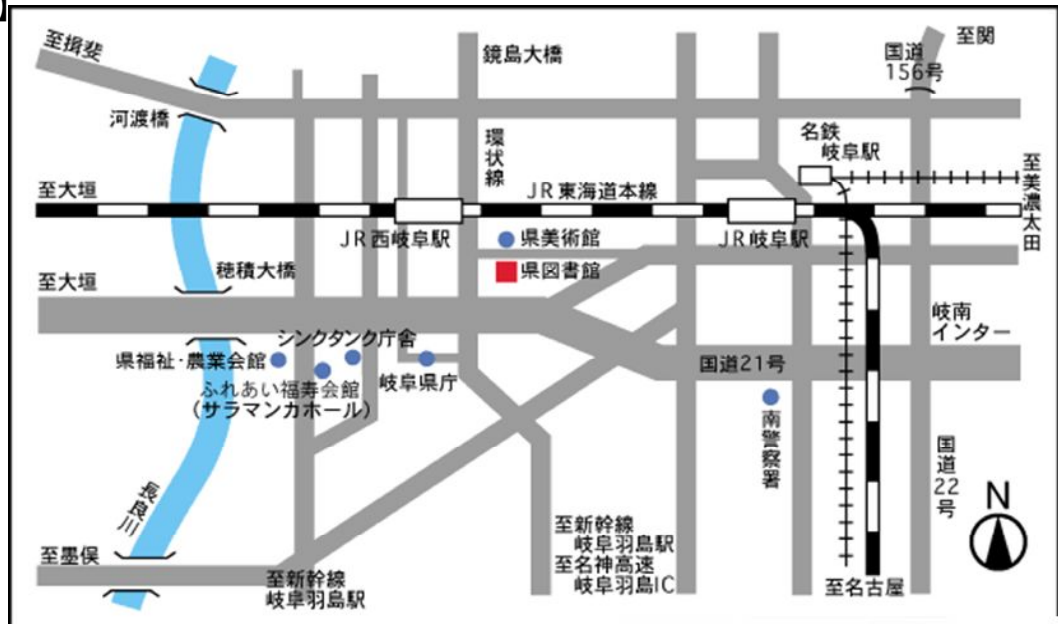 至揖斐
鏡島大橋
国道
156号
至関
河渡橋
環状線
名鉄
岐阜駅
至美濃太田
至大垣
JR東海道本線
JR西岐阜駅
県美術館
JR岐阜駅
県図書館
穂積大橋
至大垣
岐南
インター
シンクタンク庁舎
県福祉・農業会館
ふれあい福寿会館
(サラマンカホール)
岐阜県庁
国道21号
南警察署
国道22号
長良川
N
至墨俣
至新幹線
岐阜羽島駅
至新幹線
岐阜羽島駅
至名神高速
岐阜羽島IC
至名古屋